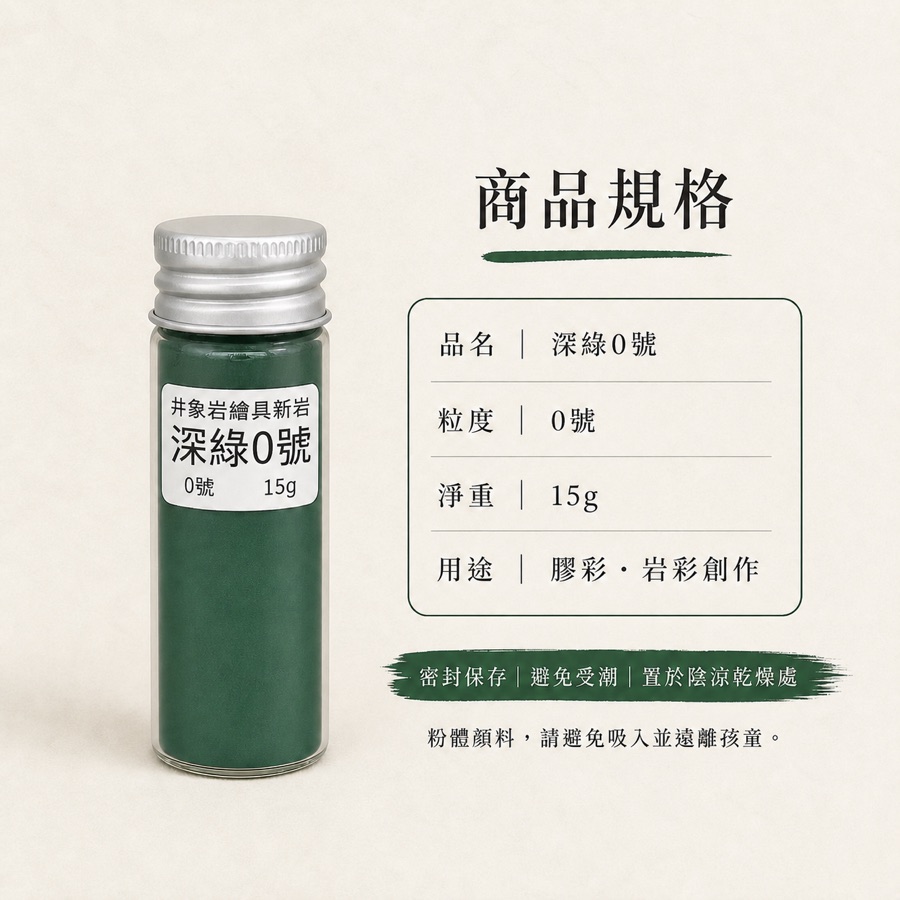 商品規格
井象岩繪具新岩
深綠0號
0號 15g
品名｜深綠0號
粒度｜0號
淨重｜15g
用途｜膠彩・岩彩創作
密封保存｜避免受潮｜置於陰涼乾燥處
粉體顏料，請避免吸入並遠離孩童。